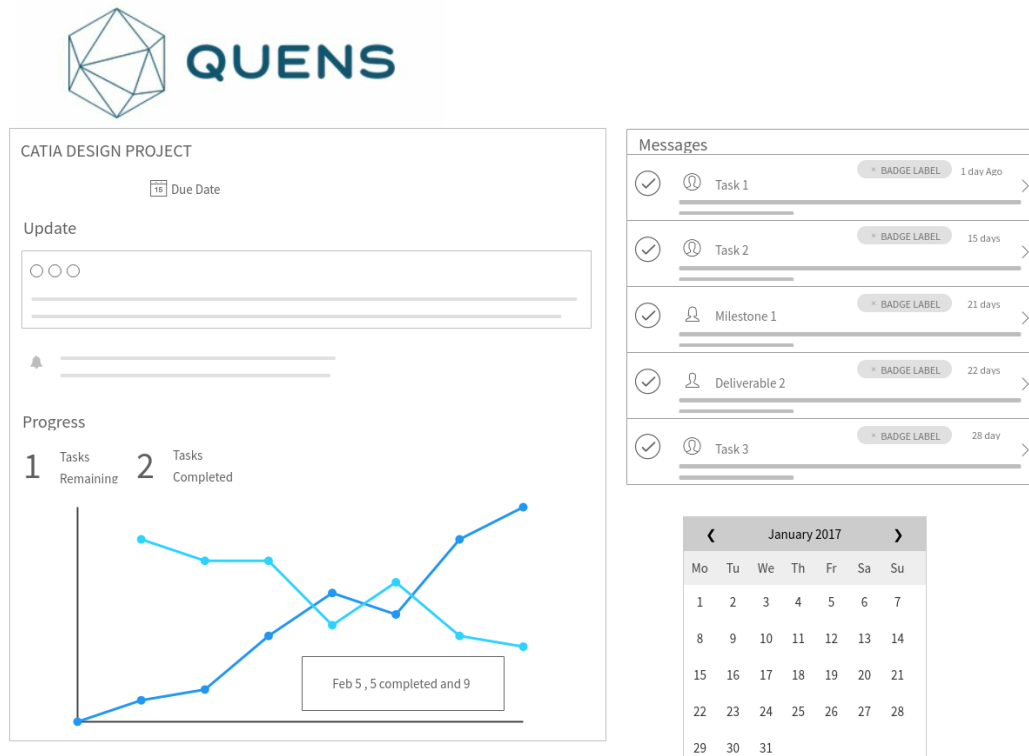 QUENS
CATIA DESIGN PROJECT
15 Due Date
Update
Progress
1 Tasks Remaining
2 Tasks Completed
Feb 5 , 5 completed and 9
Messages
Task 1 × BADGE LABEL 1 day Ago
Task 2 × BADGE LABEL 15 days
Milestone 1 × BADGE LABEL 21 days
Deliverable 2 × BADGE LABEL 22 days
Task 3 × BADGE LABEL 28 day
❮ January 2017 ❯
Mo Tu We Th Fr Sa Su
1 2 3 4 5 6 7
8 9 10 11 12 13 14
15 16 17 18 19 20 21
22 23 24 25 26 27 28
29 30 31